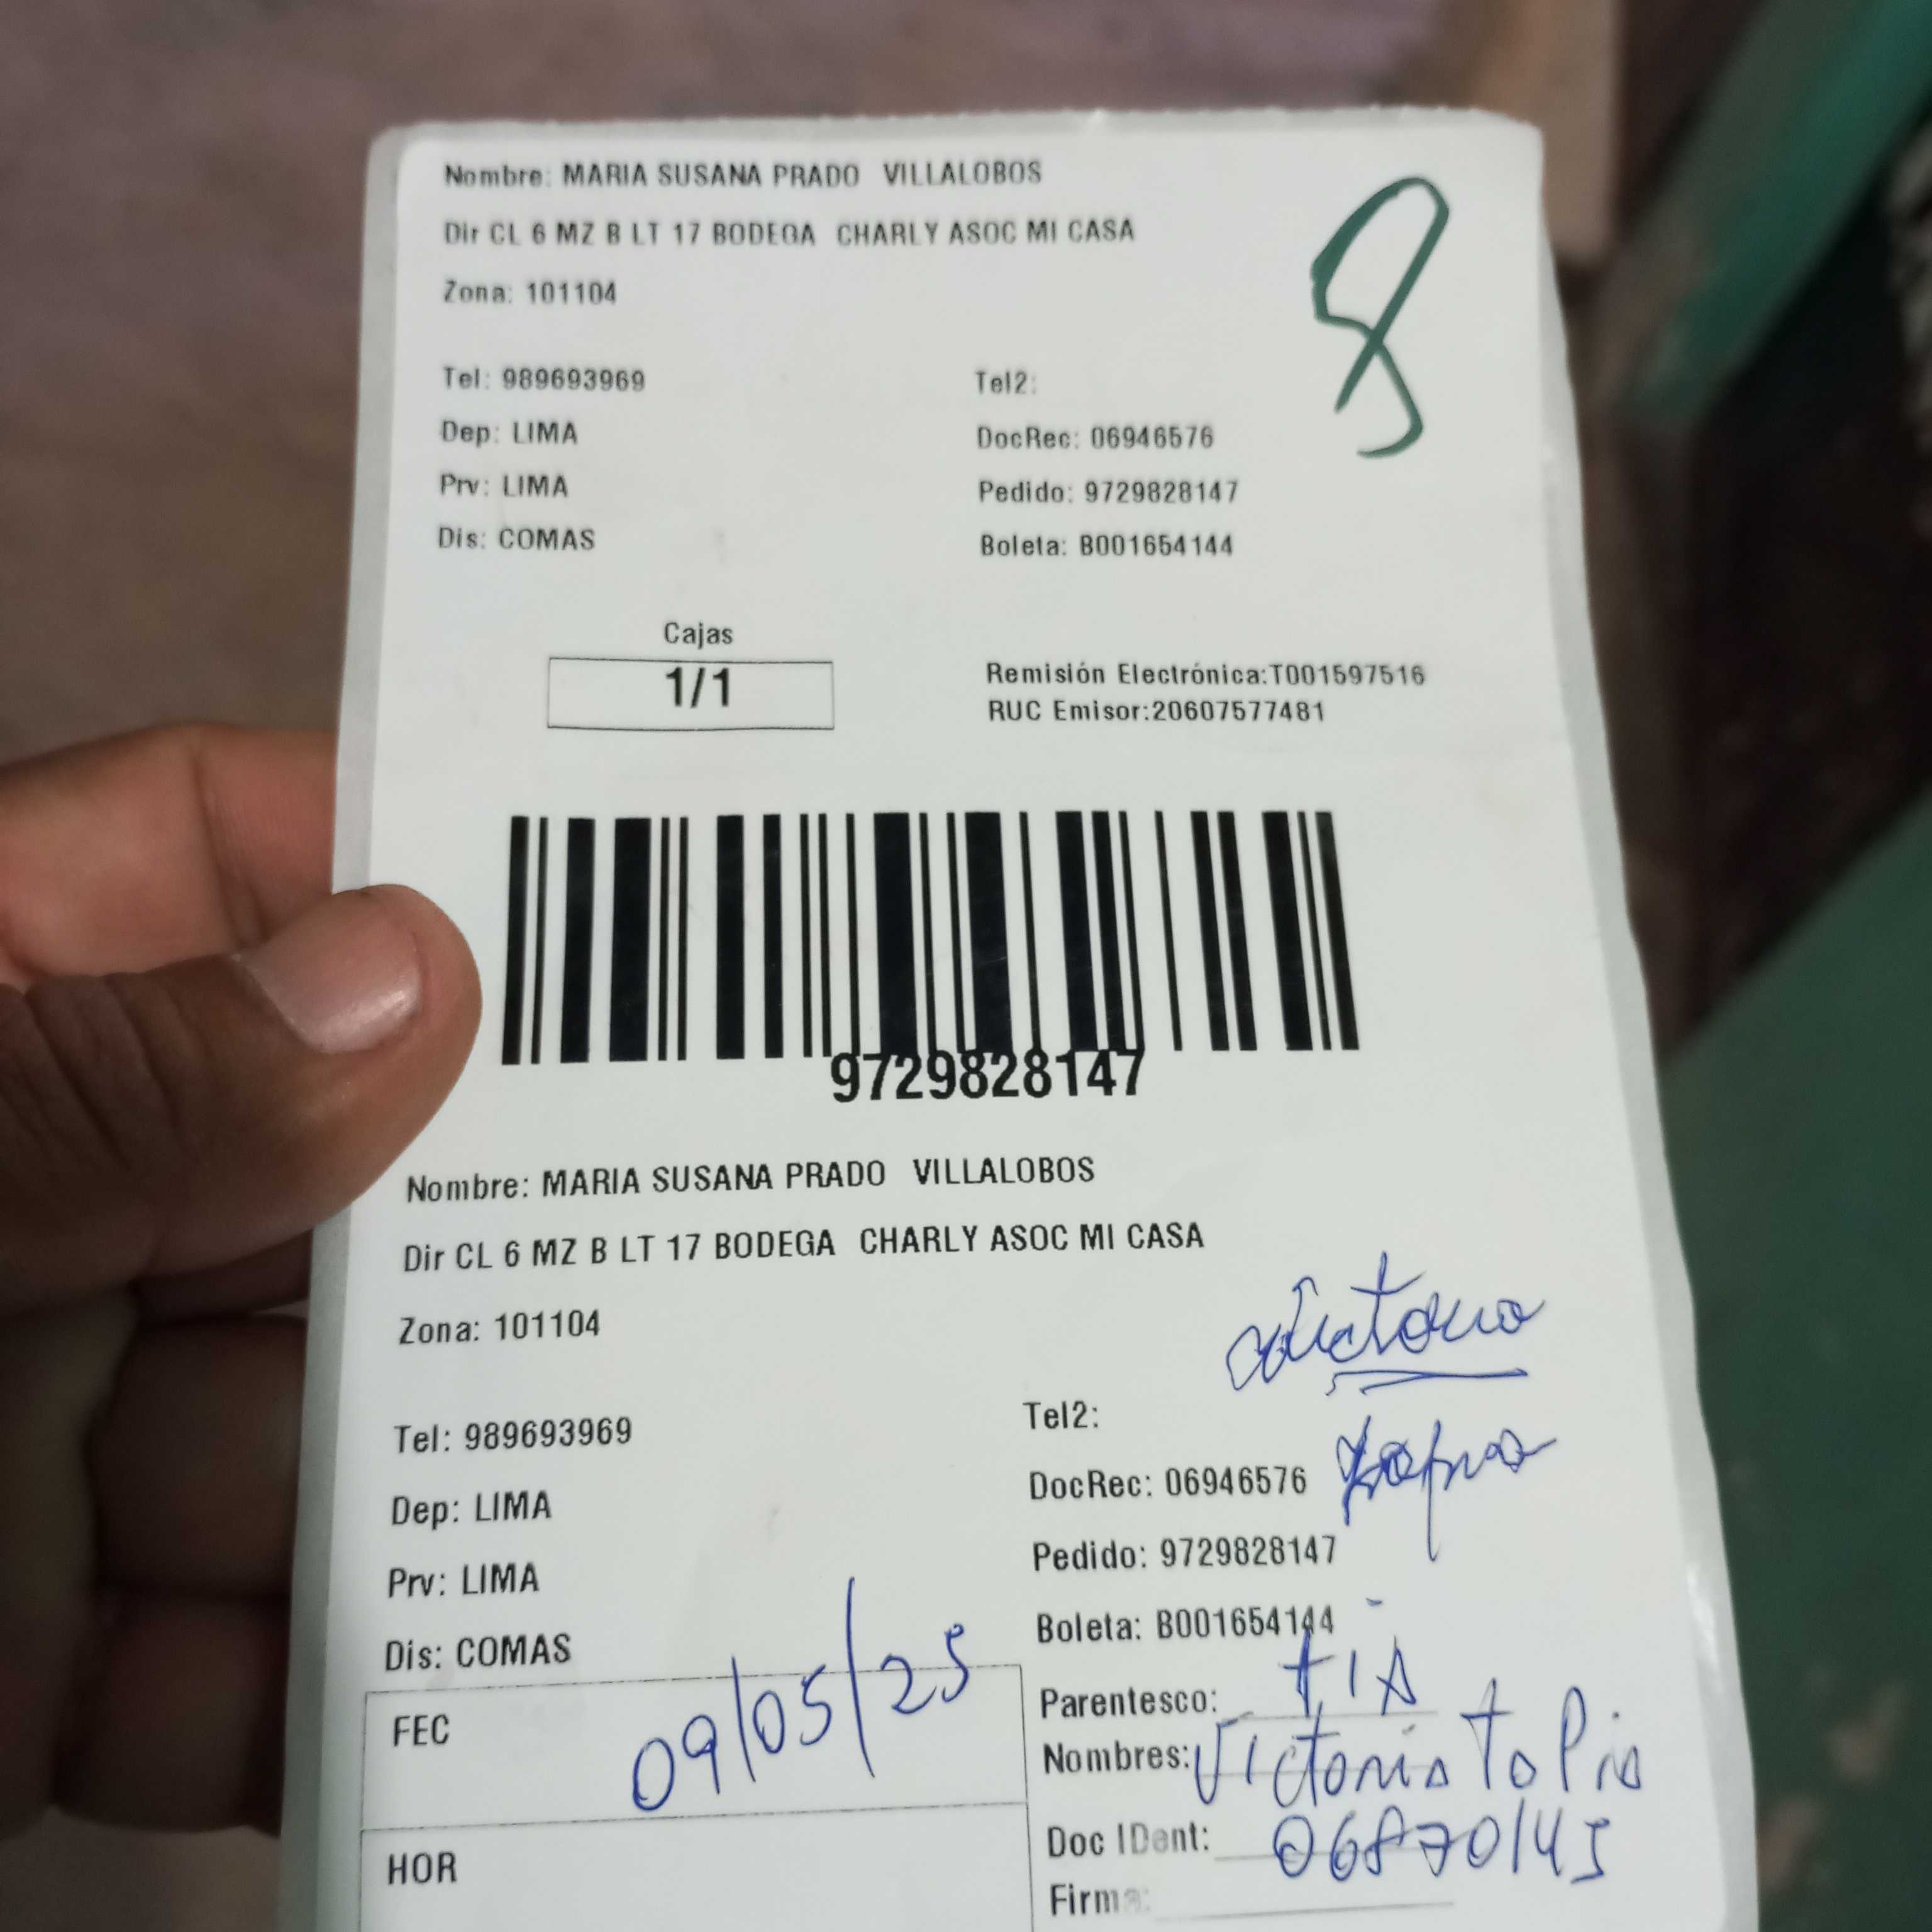 Nombre: MARIA SUSANA PRADO VILLALOBOS
Dir CL 6 MZ B LT 17 BODEGA CHARLY ASOC MI CASA
8
Zona: 101104
Tel: 989693969
Tel2:
Dep: LIMA
DocRec: 06946576
Prv: LIMA
Pedido: 9729828147
Dis: COMAS
Boleta: B001654144
Cajas
1/1
Remisión Electrónica:T001597516
RUC Emisor:20607577481
9729828147
Nombre: MARIA SUSANA PRADO VILLALOBOS
Dir CL 6 MZ B LT 17 BODEGA CHARLY ASOC MI CASA
Zona: 101104
Tel: 989693969
Tel2:
Dep: LIMA
DocRec: 06946576
Prv: LIMA
Pedido: 9729828147
Dis: COMAS
Boleta: B001654144
FEC 09/05/25
Parentesco: TIA
Nombres: Victoria Tapia
HOR
Doc IDent: 06870145
Firma: